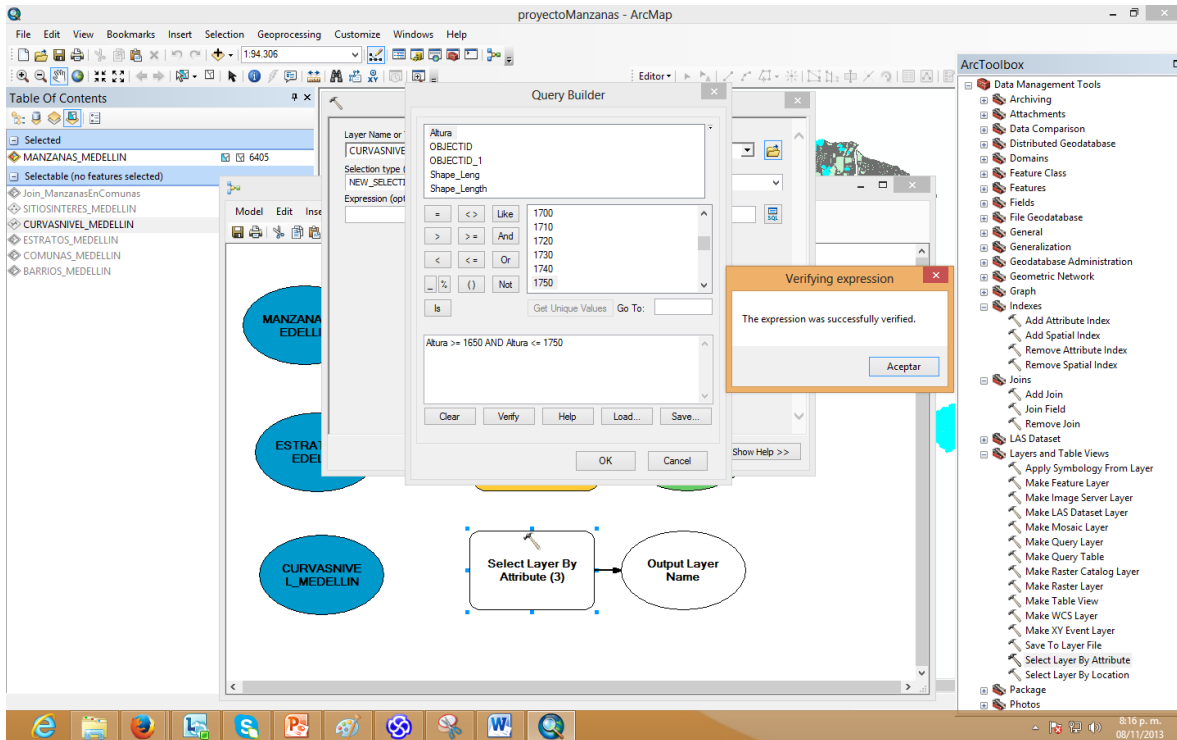 proyectoManzanas - ArcMap
File Edit View Bookmarks Insert Selection Geoprocessing Customize Windows Help
1:94.306
Editor
Table Of Contents
Selected
MANZANAS_MEDELLIN 6405
Selectable (no features selected)
Join_ManzanasEnComunas
SITIOSINTERES_MEDELLIN
CURVASNIVEL_MEDELLIN
ESTRATOS_MEDELLIN
COMUNAS_MEDELLIN
BARRIOS_MEDELLIN
Model Edit Inse
MANZANA
EDELLI
ESTRAT
EDEL
CURVASNIVE
L_MEDELLIN
Select Layer By
Attribute (3)
Output Layer
Name
Layer Name or
CURVASNIVE
Selection type (
NEW_SELECTI
Expression (opt
SQL
Show Help >>
Query Builder
Altura
OBJECTID
OBJECTID_1
Shape_Leng
Shape_Length
= <> Like
> >= And
< <= Or
_ % () Not
Is
1700
1710
1720
1730
1740
1750
Get Unique Values Go To:
Altura >= 1650 AND Altura <= 1750
Clear Verify Help Load... Save...
OK Cancel
Verifying expression
The expression was successfully verified.
Aceptar
ArcToolbox
Data Management Tools
Archiving
Attachments
Data Comparison
Distributed Geodatabase
Domains
Feature Class
Features
Fields
File Geodatabase
General
Generalization
Geodatabase Administration
Geometric Network
Graph
Indexes
Add Attribute Index
Add Spatial Index
Remove Attribute Index
Remove Spatial Index
Joins
Add Join
Join Field
Remove Join
LAS Dataset
Layers and Table Views
Apply Symbology From Layer
Make Feature Layer
Make Image Server Layer
Make LAS Dataset Layer
Make Mosaic Layer
Make Query Layer
Make Query Table
Make Raster Catalog Layer
Make Raster Layer
Make Table View
Make WCS Layer
Make XY Event Layer
Save To Layer File
Select Layer By Attribute
Select Layer By Location
Package
Photos
8:16 p. m.
08/11/2013